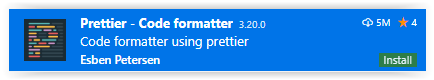 Prettier - Code formatter 3.20.0 5M 4
Code formatter using prettier
Esben Petersen Install